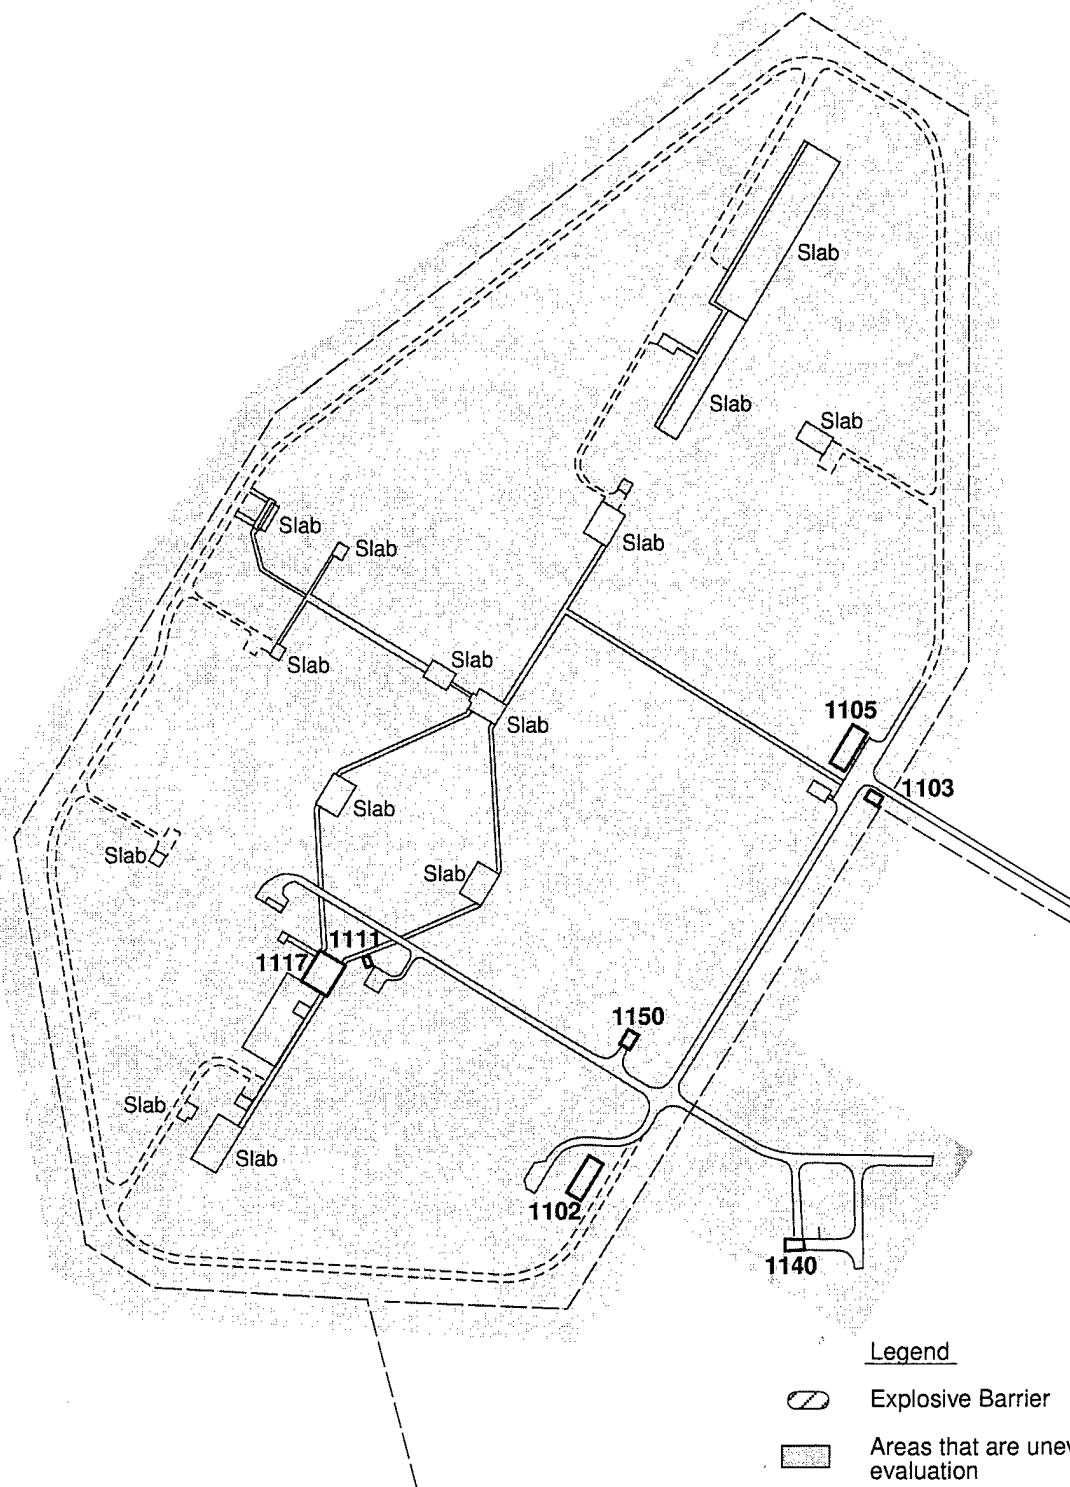 Slab
Slab
Slab
Slab
Slab
Slab
Slab
Slab
Slab
1105
1103
Slab
Slab
Slab
1111
1117
1150
Slab
Slab
1102
1140
Legend
Explosive Barrier
Areas that are unev
evaluation